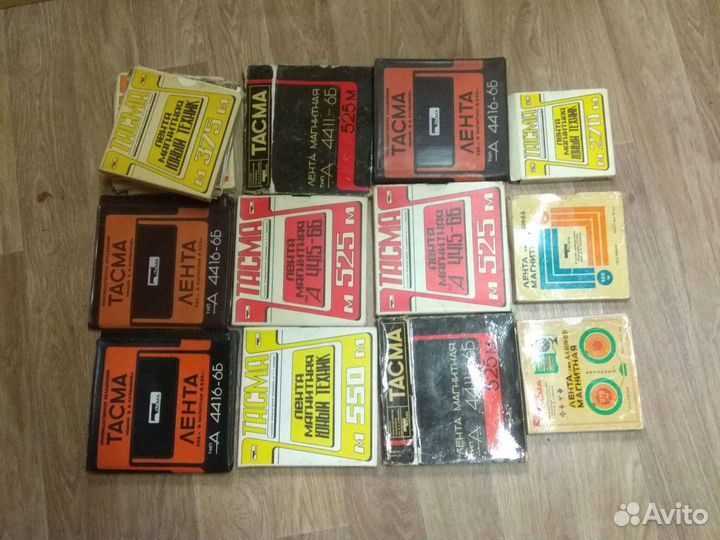 ТАСМА
ЛЕНТА
МАГНИТНАЯ
ЮНЫЙ ТЕХНИК
М 375 М
ТАСМА
ЛЕНТА МАГНИТНАЯ
ТИП А 4411-6Б
525 М
ТАСМА
ЛЕНТА
ТИП А 4416-6Б
ТАСМА
ЛЕНТА
МАГНИТНАЯ
ЮНЫЙ ТЕХНИК
М 270 М
ТАСМА
ЛЕНТА
ТИП А 4416-6Б
ТАСМА
ЛЕНТА
МАГНИТНАЯ
А 4415-6Б
М 525 М
ТАСМА
ЛЕНТА
МАГНИТНАЯ
А 4415-6Б
М 525 М
ЛЕНТА
МАГНИТНАЯ
ТАСМА
ЛЕНТА
ТИП А 4416-6Б
ТАСМА
ЛЕНТА
МАГНИТНАЯ
ЮНЫЙ ТЕХНИК
М 550 М
ТАСМА
ЛЕНТА МАГНИТНАЯ
ТИП А 4411-6Б
525 М
ТАСМА
ЛЕНТА
МАГНИТНАЯ
Avito